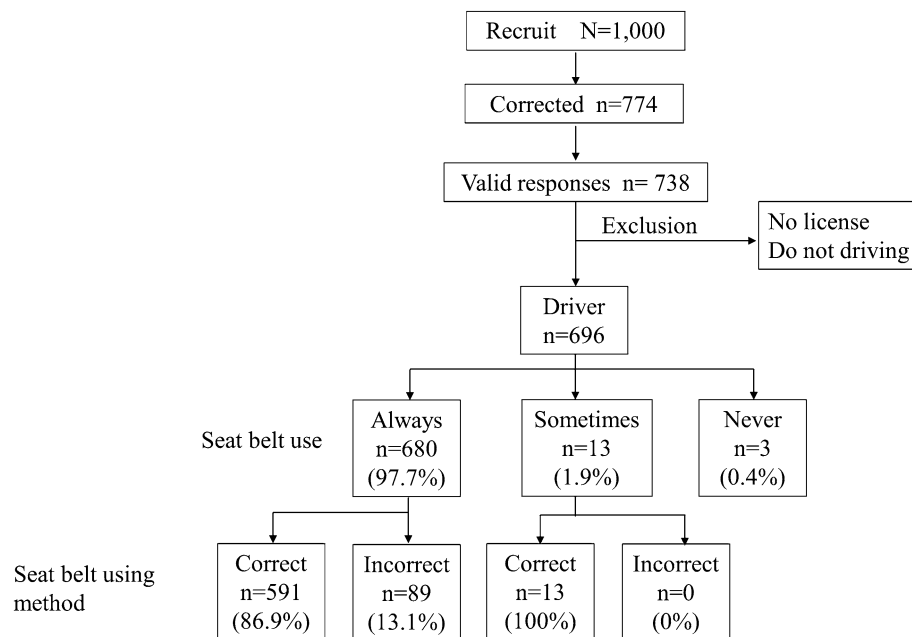 Recruit N=1,000
Corrected n=774
Valid responses n= 738
Exclusion
No license
Do not driving
Driver
n=696
Seat belt use
Always
n=680
(97.7%)
Sometimes
n=13
(1.9%)
Never
n=3
(0.4%)
Seat belt using
method
Correct
n=591
(86.9%)
Incorrect
n=89
(13.1%)
Correct
n=13
(100%)
Incorrect
n=0
(0%)